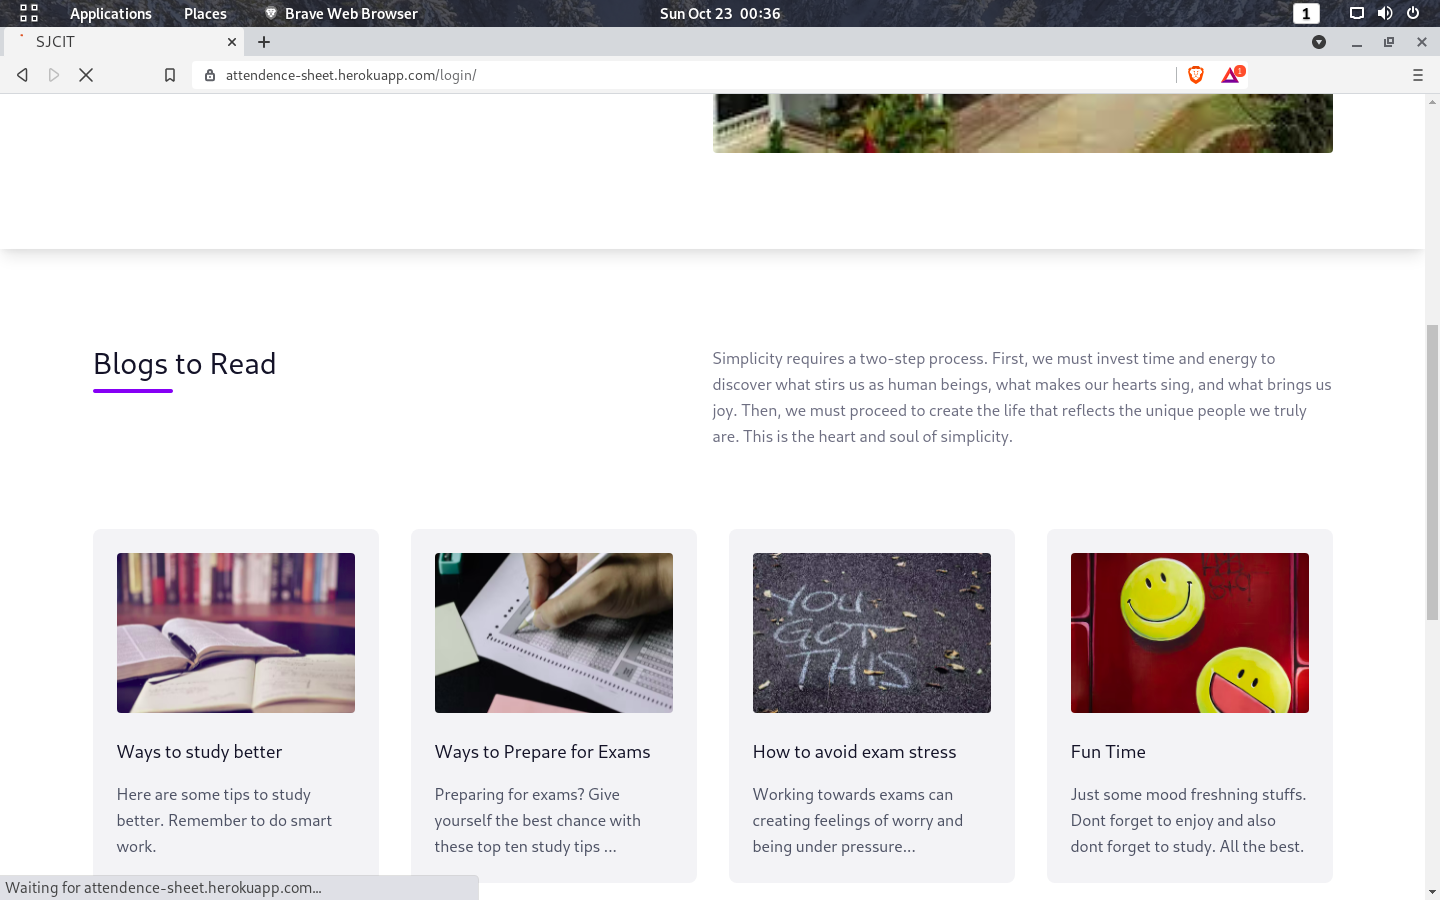 Applications Places Brave Web Browser Sun Oct 23 00:36 1
SJCIT
attendence-sheet.herokuapp.com/login/ 1
Blogs to Read
Simplicity requires a two-step process. First, we must invest time and energy to
discover what stirs us as human beings, what makes our hearts sing, and what brings us
joy. Then, we must proceed to create the life that reflects the unique people we truly
are. This is the heart and soul of simplicity.
YOU
GOT
THIS
Ways to study better
Here are some tips to study
better. Remember to do smart
work.
Ways to Prepare for Exams
Preparing for exams? Give
yourself the best chance with
these top ten study tips ...
How to avoid exam stress
Working towards exams can
creating feelings of worry and
being under pressure...
Fun Time
Just some mood freshning stuffs.
Dont forget to enjoy and also
dont forget to study. All the best.
Waiting for attendence-sheet.herokuapp.com...